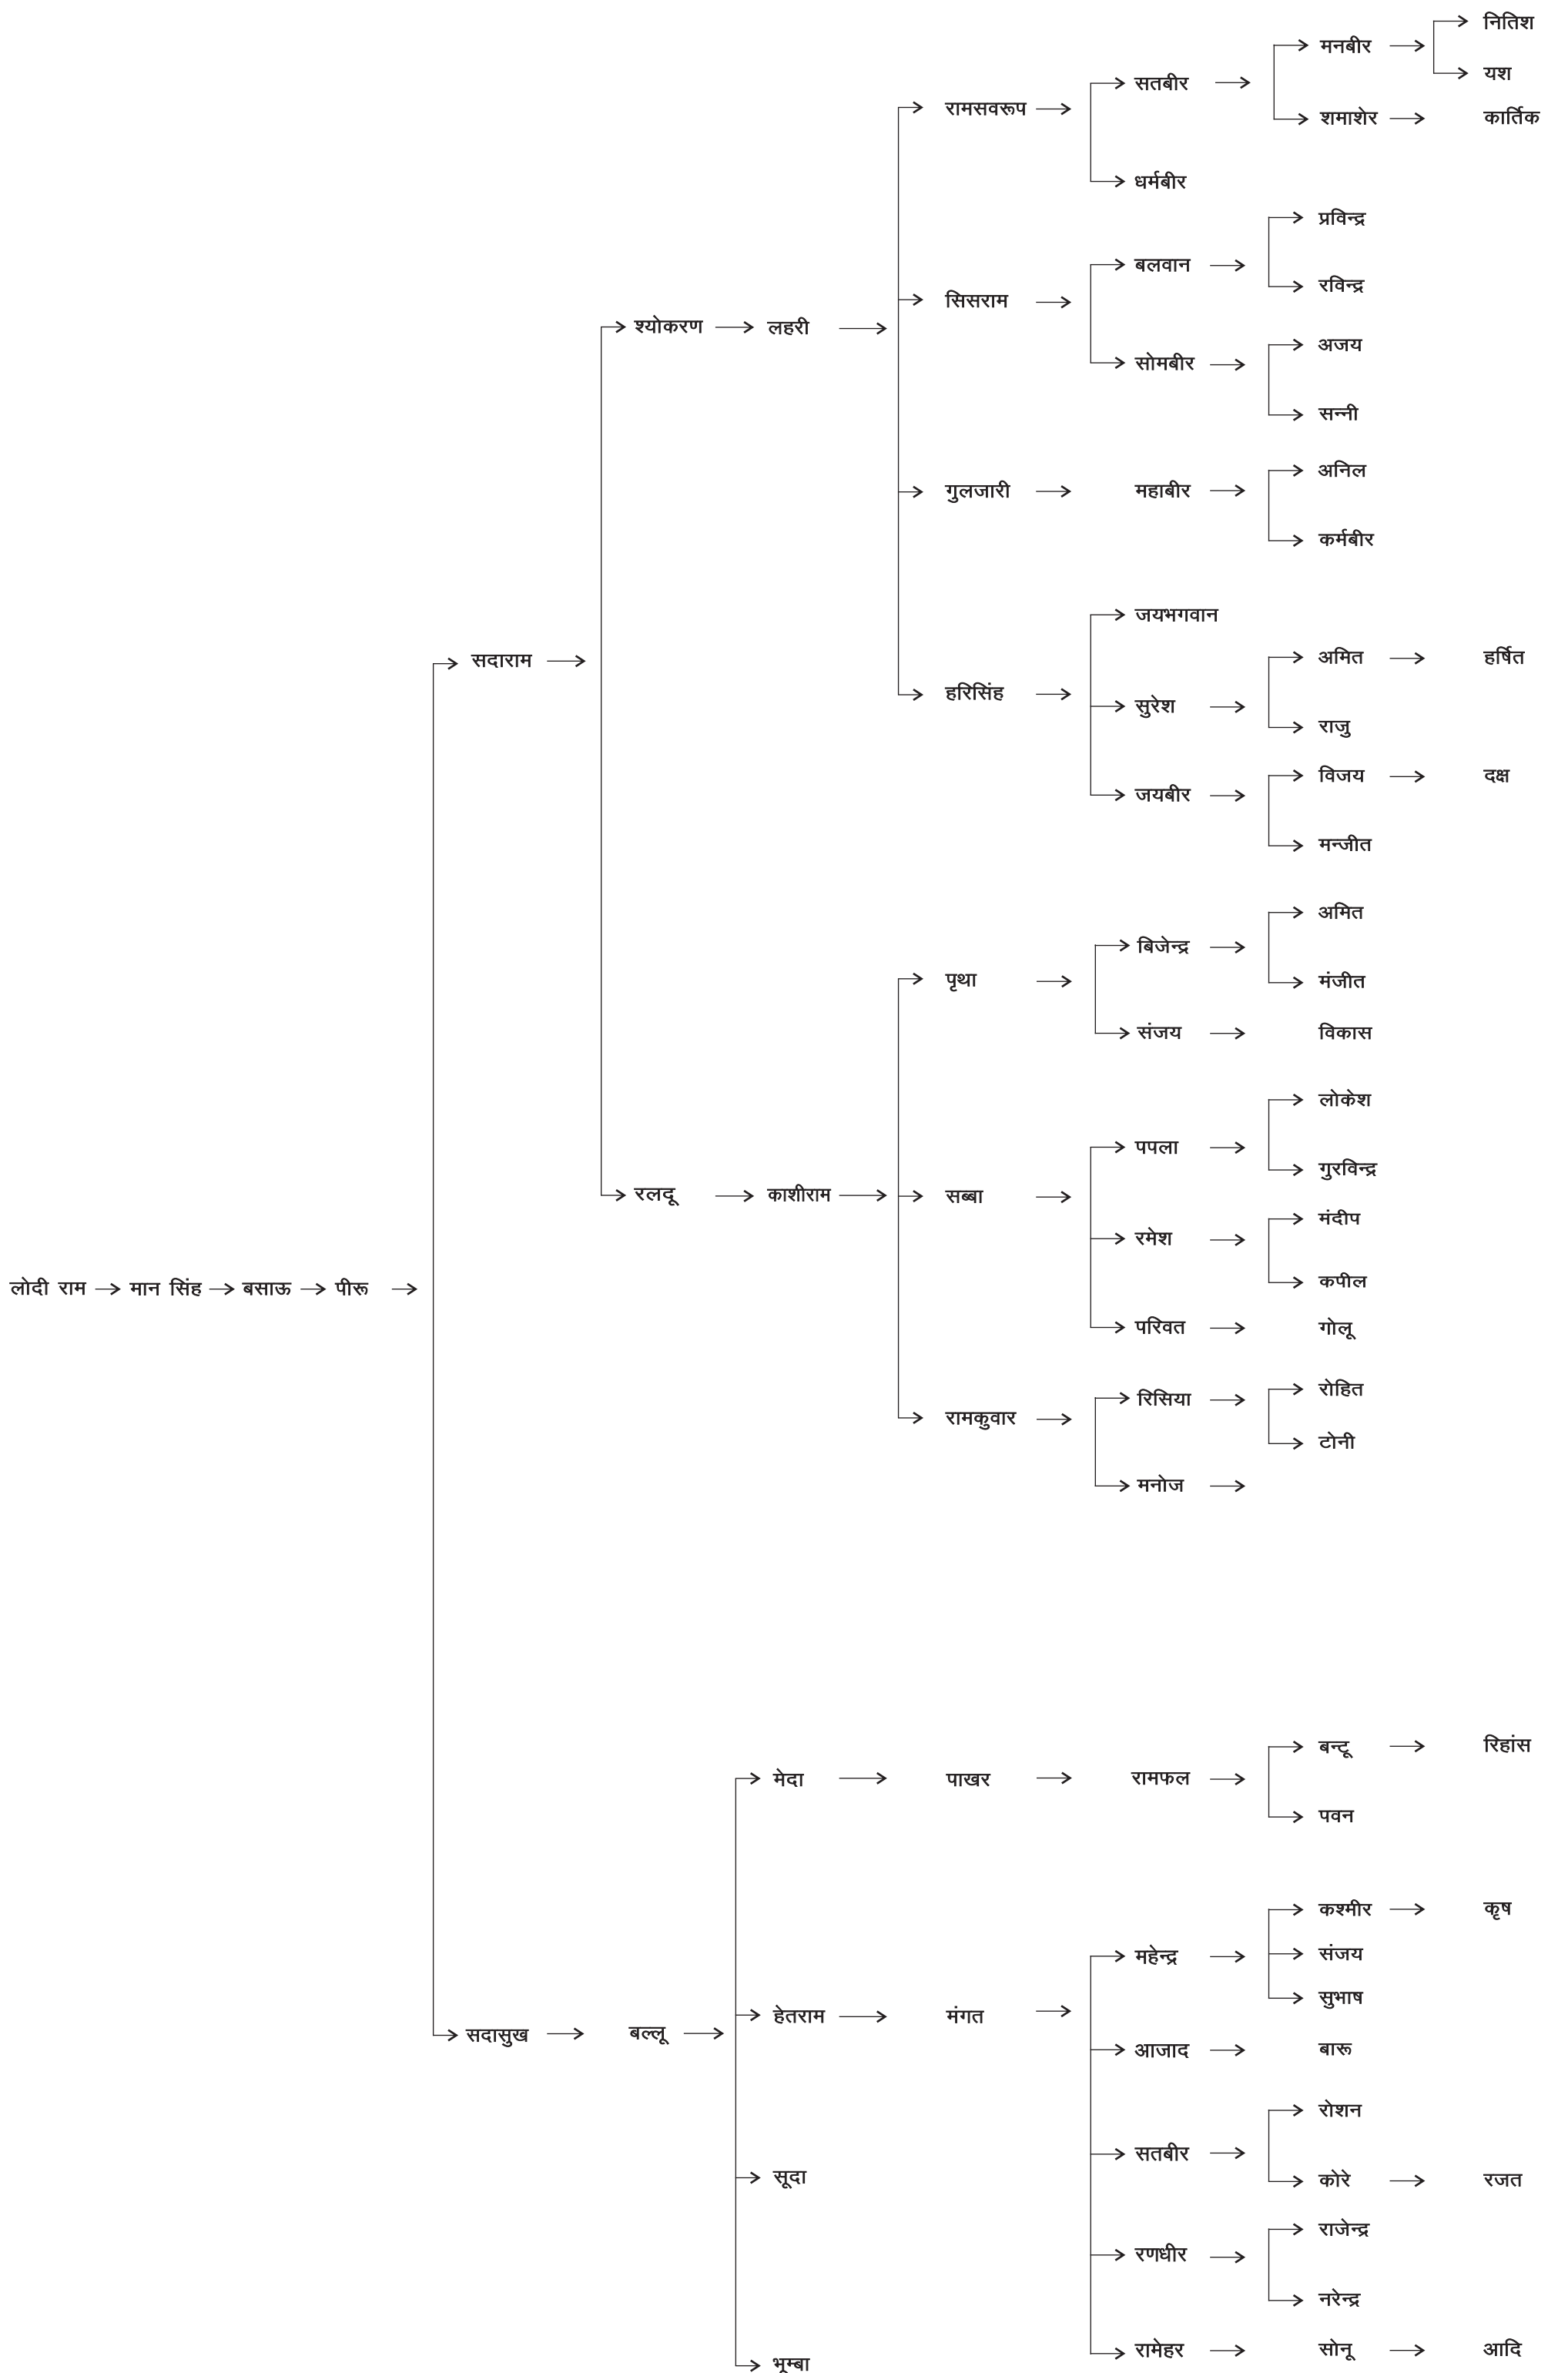 नितिश
मनबीर
यश
सतबीर
रामसवरूप
शमाशेर
कार्तिक
धर्मबीर
प्रविन्द्र
बलवान
रविन्द्र
सिसराम
श्योकरण
लहरी
अजय
सोमबीर
सन्नी
अनिल
गुलजारी
महाबीर
कर्मबीर
जयभगवान
सदाराम
अमित
हर्षित
हरिसिंह
सुरेश
राजु
विजय
दक्ष
जयबीर
मन्जीत
अमित
बिजेन्द्र
पृथा
मंजीत
संजय
विकास
लोकेश
पपला
गुरविन्द्र
रलदू
काशीराम
सब्बा
मंदीप
रमेश
कपील
लोदी राम
मान सिंह
बसाऊ
पीरू
परिवत
गोलू
रोहित
रिसिया
रामकुवार
टोनी
मनोज
बन्टू
रिहांस
मेदा
पाखर
रामफल
पवन
कश्मीर
कृष
महेन्द्र
संजय
सुभाष
हेतराम
मंगत
सदासुख
बल्लू
आजाद
बारू
रोशन
सतबीर
सूदा
कोरे
रजत
राजेन्द्र
रणधीर
नरेन्द्र
रामेहर
सोनू
आदि
भूम्बा